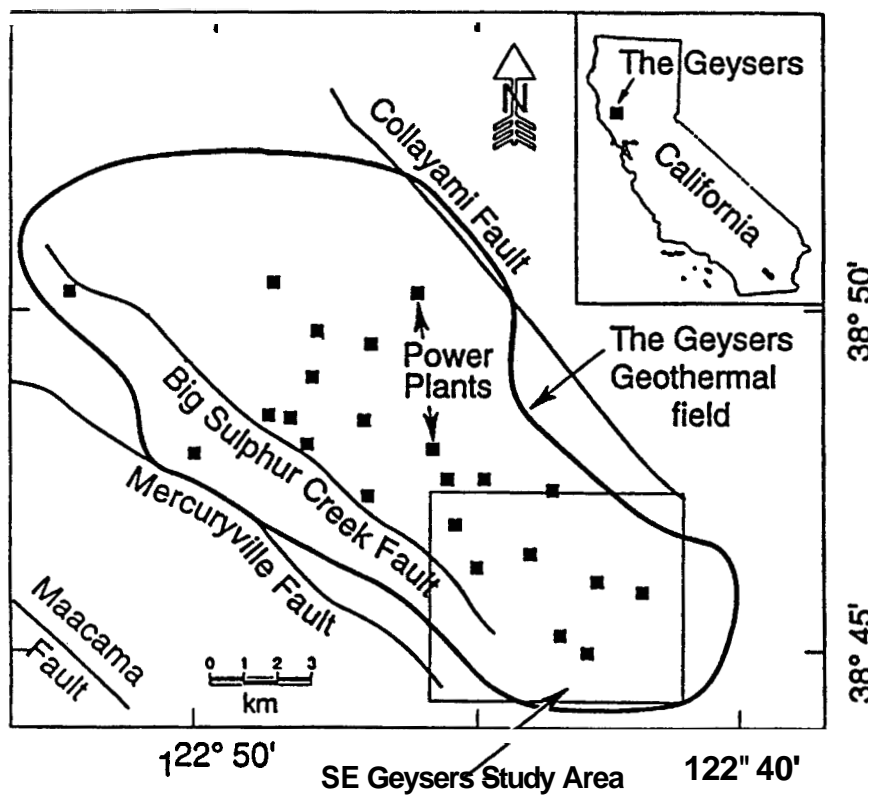 The Geysers
California
N
Collayami Fault
38° 50'
The Geysers
Geothermal
field
Power
Plants
Big Sulphur Creek Fault
Mercuryville Fault
Maacama
Fault
0 1 2 3
km
38° 45'
122° 50'
SE Geysers Study Area
122" 40'